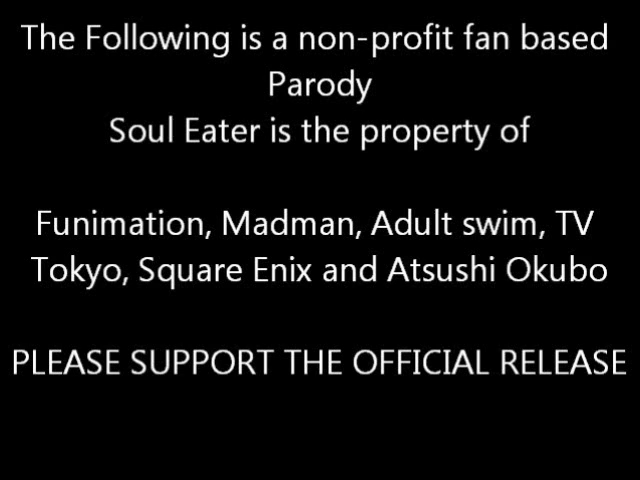 The Following is a non-profit fan based
Parody
Soul Eater is the property of
Funimation, Madman, Adult swim, TV
Tokyo, Square Enix and Atsushi Okubo
PLEASE SUPPORT THE OFFICIAL RELEASE